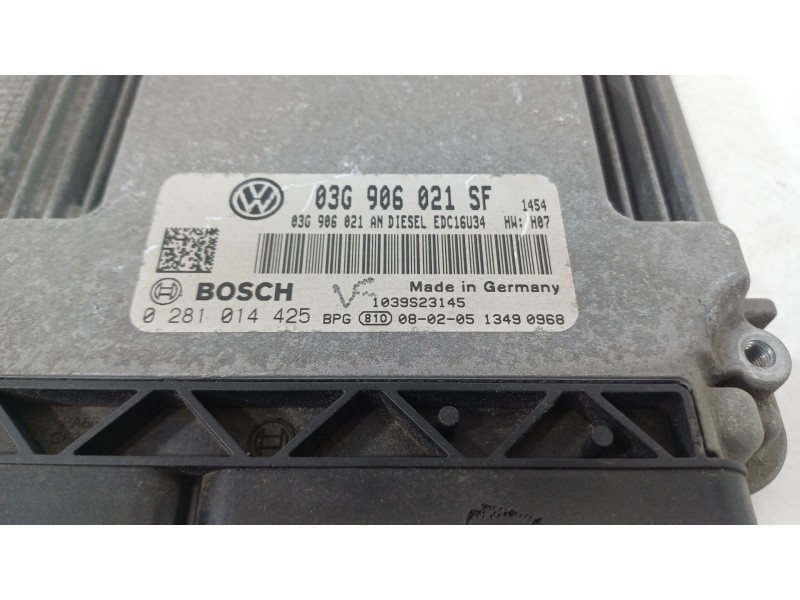 03G 906 021 SF 1454
03G 906 021 AN DIESEL EDC16U34 HW: H07
BOSCH Made in Germany
1039S23145
0 281 014 425 BPG 810 08-02-05 1349 0968